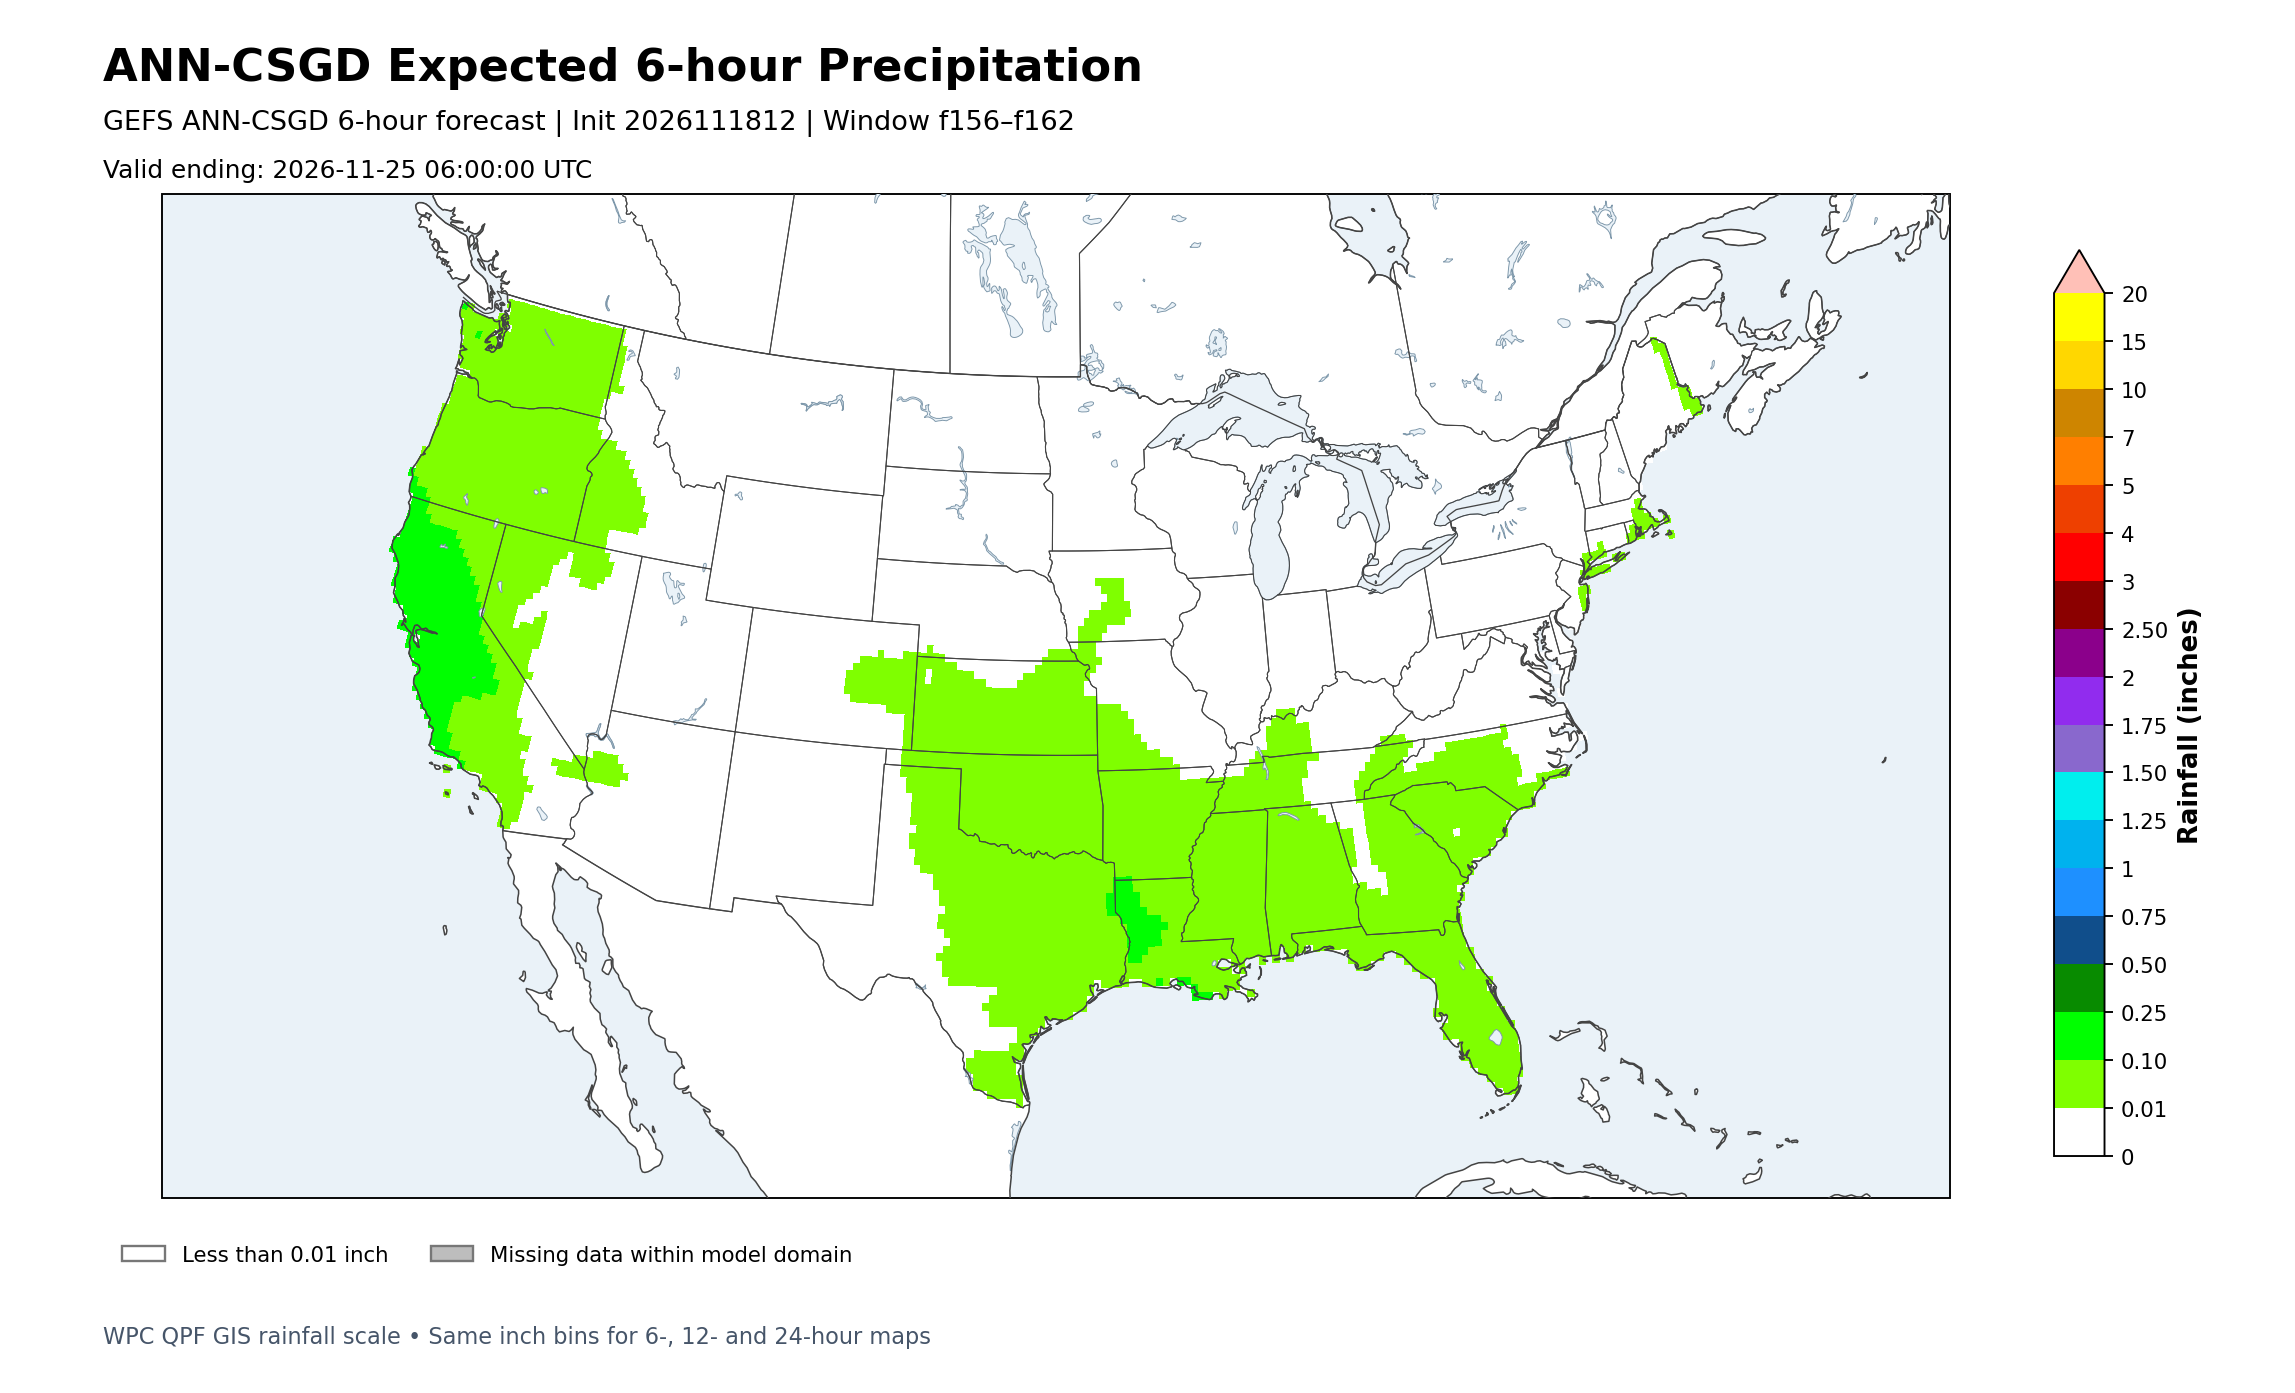 ANN-CSGD Expected 6-hour Precipitation
GEFS ANN-CSGD 6-hour forecast | Init 2026111812 | Window f156–f162
Valid ending: 2026-11-25 06:00:00 UTC
20
15
10
7
5
4
3
2.50
2
1.75
1.50
1.25
1
0.75
0.50
0.25
0.10
0.01
0
Rainfall (inches)
Less than 0.01 inch
Missing data within model domain
WPC QPF GIS rainfall scale • Same inch bins for 6-, 12- and 24-hour maps